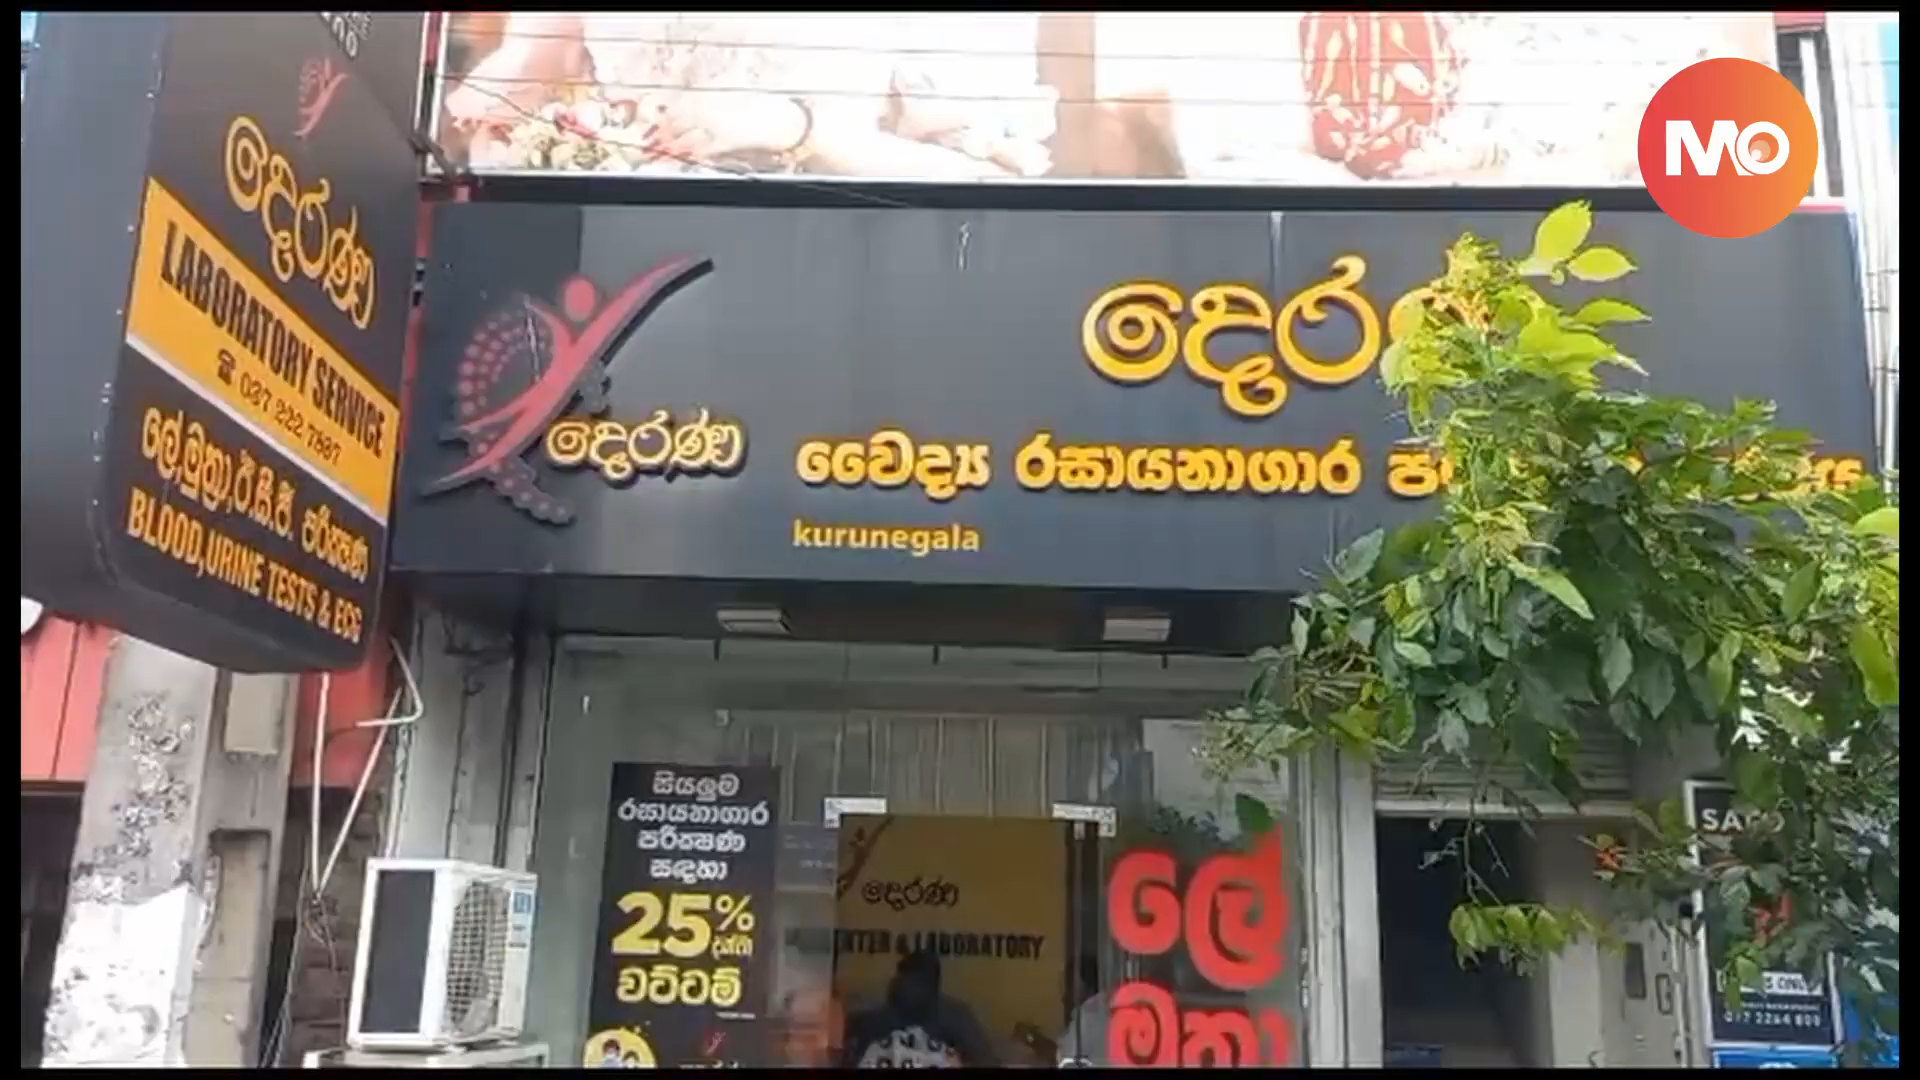 දෙරණ
LABORATORY SERVICE
☎ 037 222 7887
ලේ,මුත්‍රා,ඊ.සී.ජී. පරීක්ෂණ
BLOOD,URINE TESTS & ECG
දෙරණ
වෛද්‍ය රසායනාගාර
kurunegala
MO
සියලුම
රසායනාගාර
පරීක්ෂණ
සඳහා
25%
දක්වා
වට්ටම්
දෙරණ
& LABORATORY
ලේ